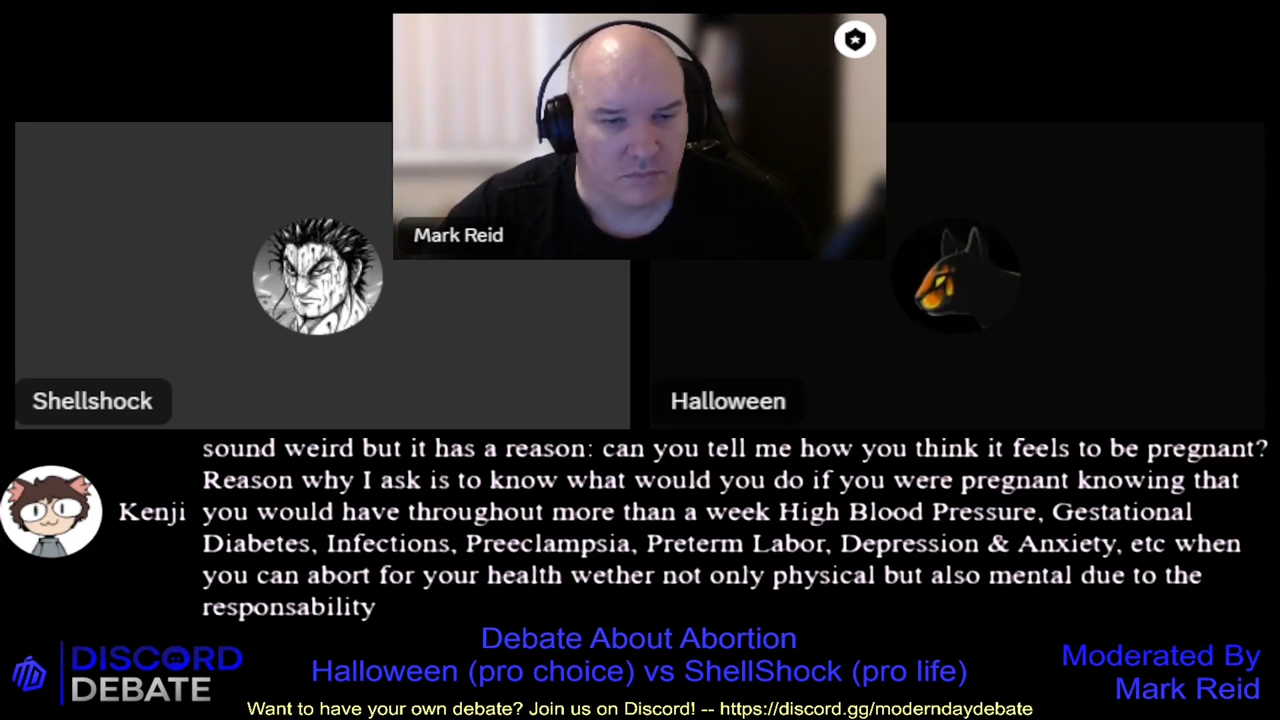 Mark Reid
Shellshock
Halloween
sound weird but it has a reason: can you tell me how you think it feels to be pregnant?
Reason why I ask is to know what would you do if you were pregnant knowing that
Kenji you would have throughout more than a week High Blood Pressure, Gestational
Diabetes, Infections, Preeclampsia, Preterm Labor, Depression & Anxiety, etc when
you can abort for your health wether not only physical but also mental due to the
responsability
Debate About Abortion
Halloween (pro choice) vs ShellShock (pro life)
DISCORD
DEBATE
Moderated By
Mark Reid
Want to have your own debate? Join us on Discord! -- https://discord.gg/moderndaydebate